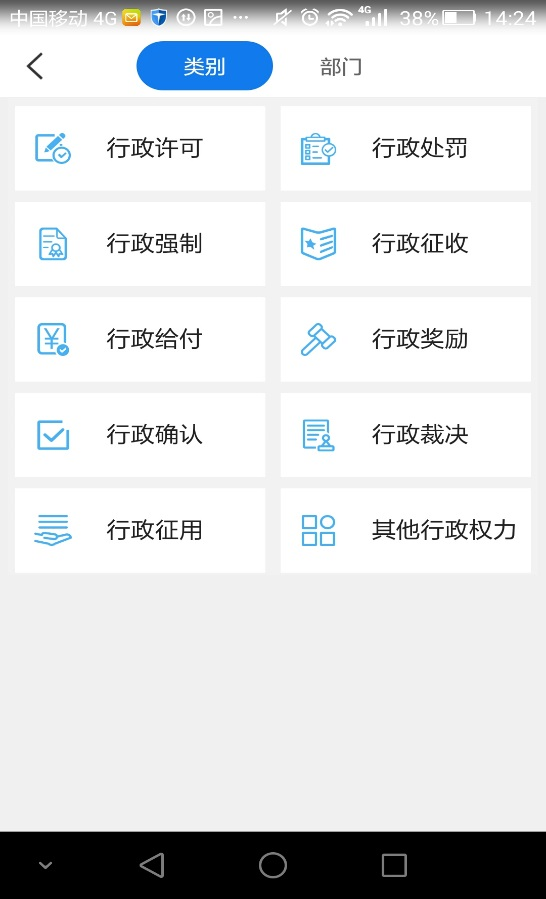 中国移动 4G 4G 38% 14:24
类别 部门
行政许可 行政处罚
行政强制 行政征收
行政给付 行政奖励
行政确认 行政裁决
行政征用 其他行政权力